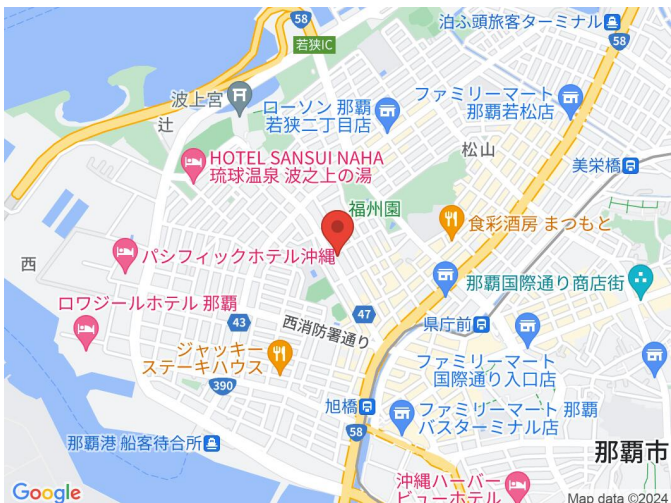 泊ふ頭旅客ターミナル
58
58
若狭IC
波上宮
辻
ローソン 那覇
若狭二丁目店
ファミリーマート
那覇若松店
松山
美栄橋
HOTEL SANSUI NAHA
琉球温泉 波之上の湯
福州園
食彩酒房 まつもと
パシフィックホテル沖縄
西
那覇国際通り商店街
ロワジールホテル 那覇
43
47
県庁前
西消防署通り
ジャッキー
ステーキハウス
ファミリーマート
国際通り入口店
390
旭橋
ファミリーマート 那覇
バスターミナル店
58
那覇港 船客待合所
那覇市
沖縄ハーバー
ビューホテル
Google
Map data ©2024